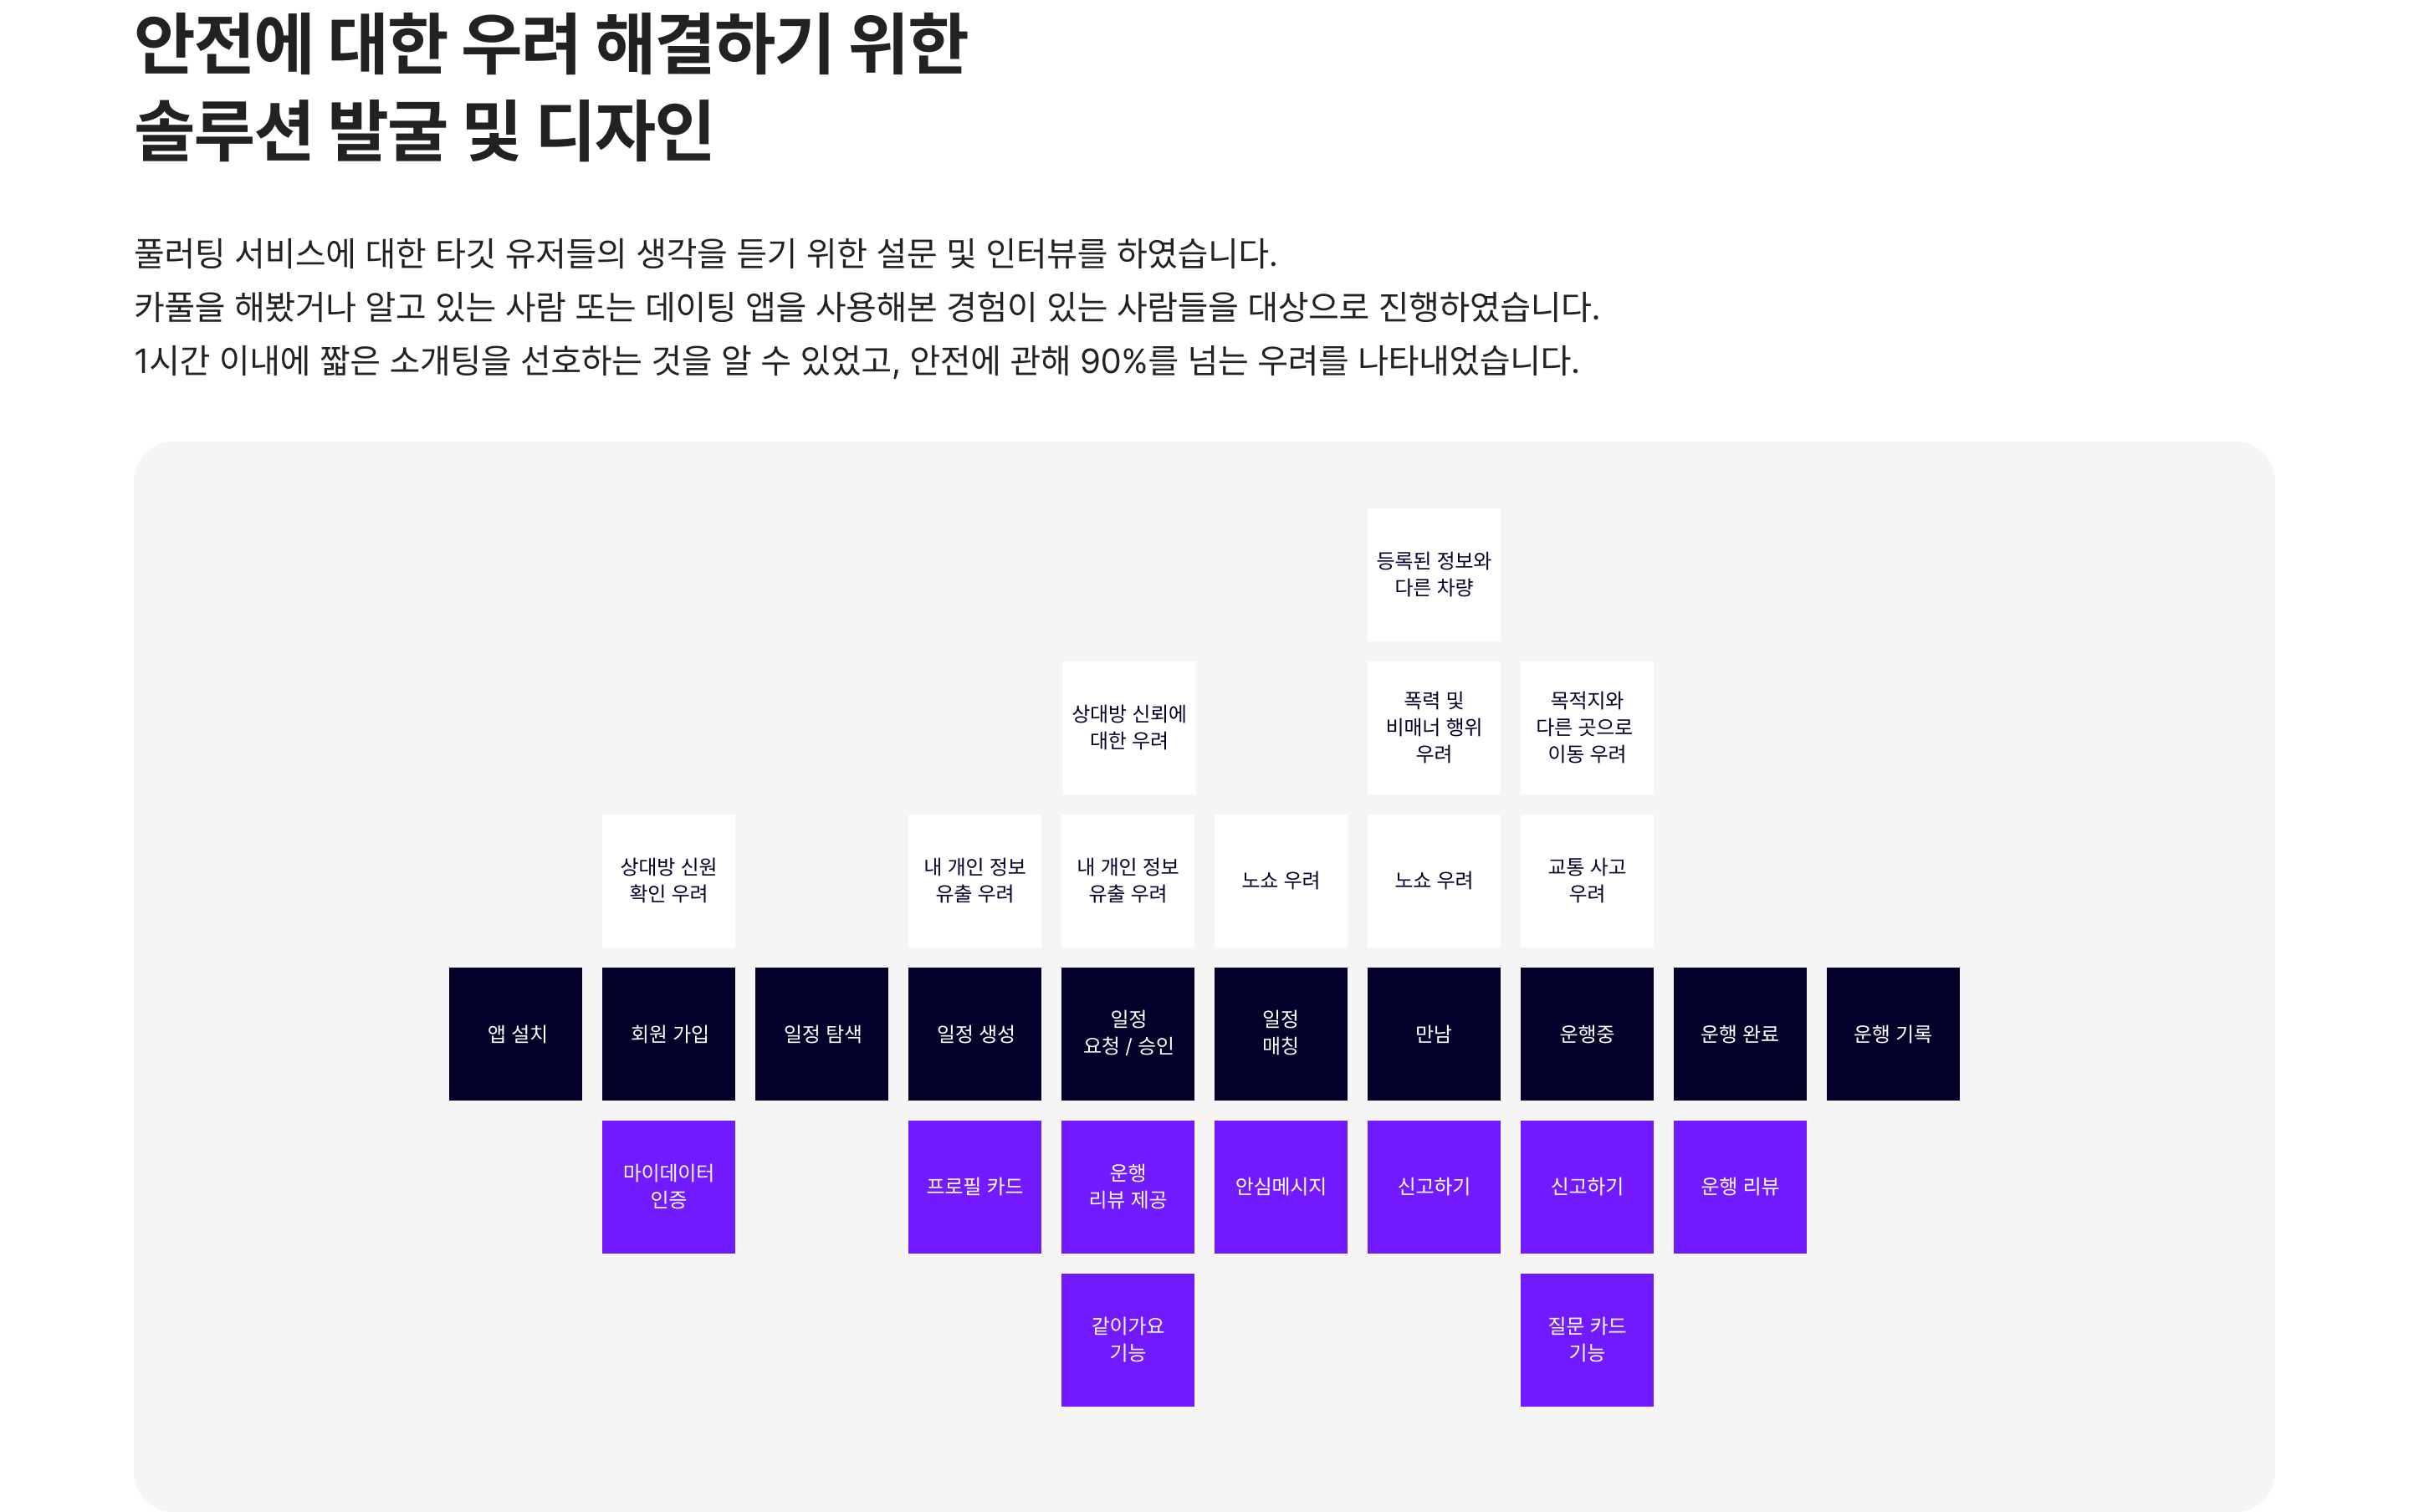 안전에 대한 우려 해결하기 위한
솔루션 발굴 및 디자인
풀러팅 서비스에 대한 타깃 유저들의 생각을 듣기 위한 설문 및 인터뷰를 하였습니다.
카풀을 해봤거나 알고 있는 사람 또는 데이팅 앱을 사용해본 경험이 있는 사람들을 대상으로 진행하였습니다.
1시간 이내에 짧은 소개팅을 선호하는 것을 알 수 있었고, 안전에 관해 90%를 넘는 우려를 나타내었습니다.
등록된 정보와
다른 차량
상대방 신뢰에
대한 우려
폭력 및
비매너 행위
우려
목적지와
다른 곳으로
이동 우려
상대방 신원
확인 우려
내 개인 정보
유출 우려
내 개인 정보
유출 우려
노쇼 우려
노쇼 우려
교통 사고
우려
앱 설치
회원 가입
일정 탐색
일정 생성
일정
요청 / 승인
일정
매칭
만남
운행중
운행 완료
운행 기록
마이데이터
인증
프로필 카드
운행
리뷰 제공
안심메시지
신고하기
신고하기
운행 리뷰
같이가요
기능
질문 카드
기능